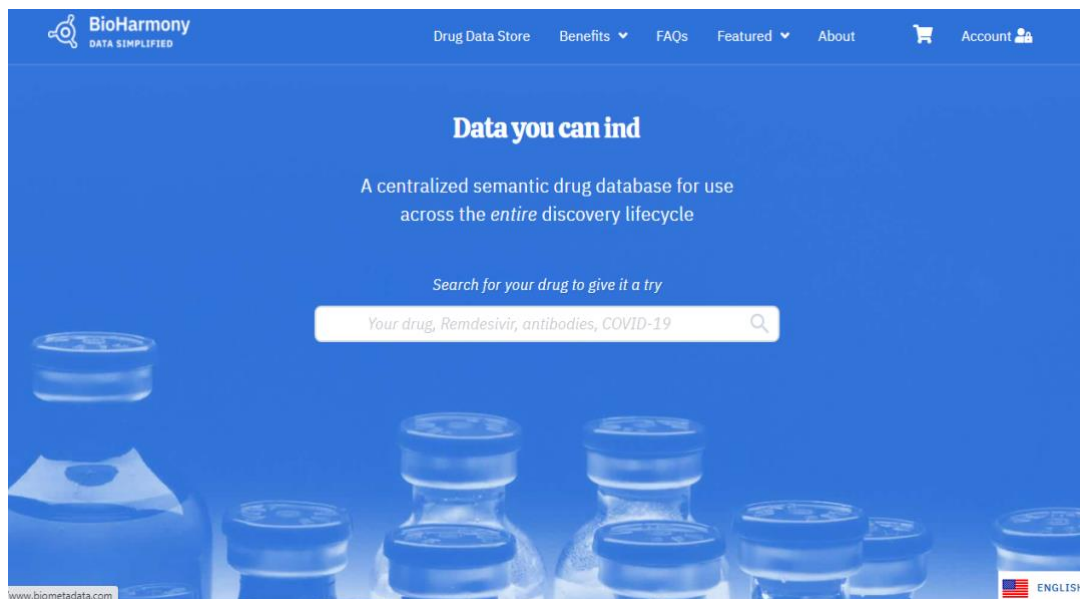 BioHarmony
DATA SIMPLIFIED
Drug Data Store Benefits FAQs Featured About Account
Data you can ind
A centralized semantic drug database for use
across the entire discovery lifecycle
Search for your drug to give it a try
Your drug, Remdesivir, antibodies, COVID-19
www.biometadata.com
ENGLISH